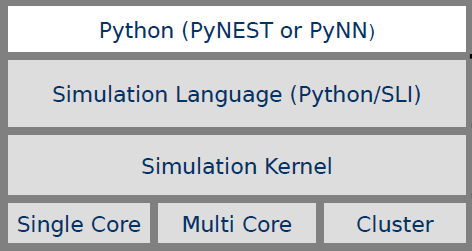 Python (PyNEST or PyNN)
Simulation Language (Python/SLI)
Simulation Kernel
Single Core Multi Core Cluster